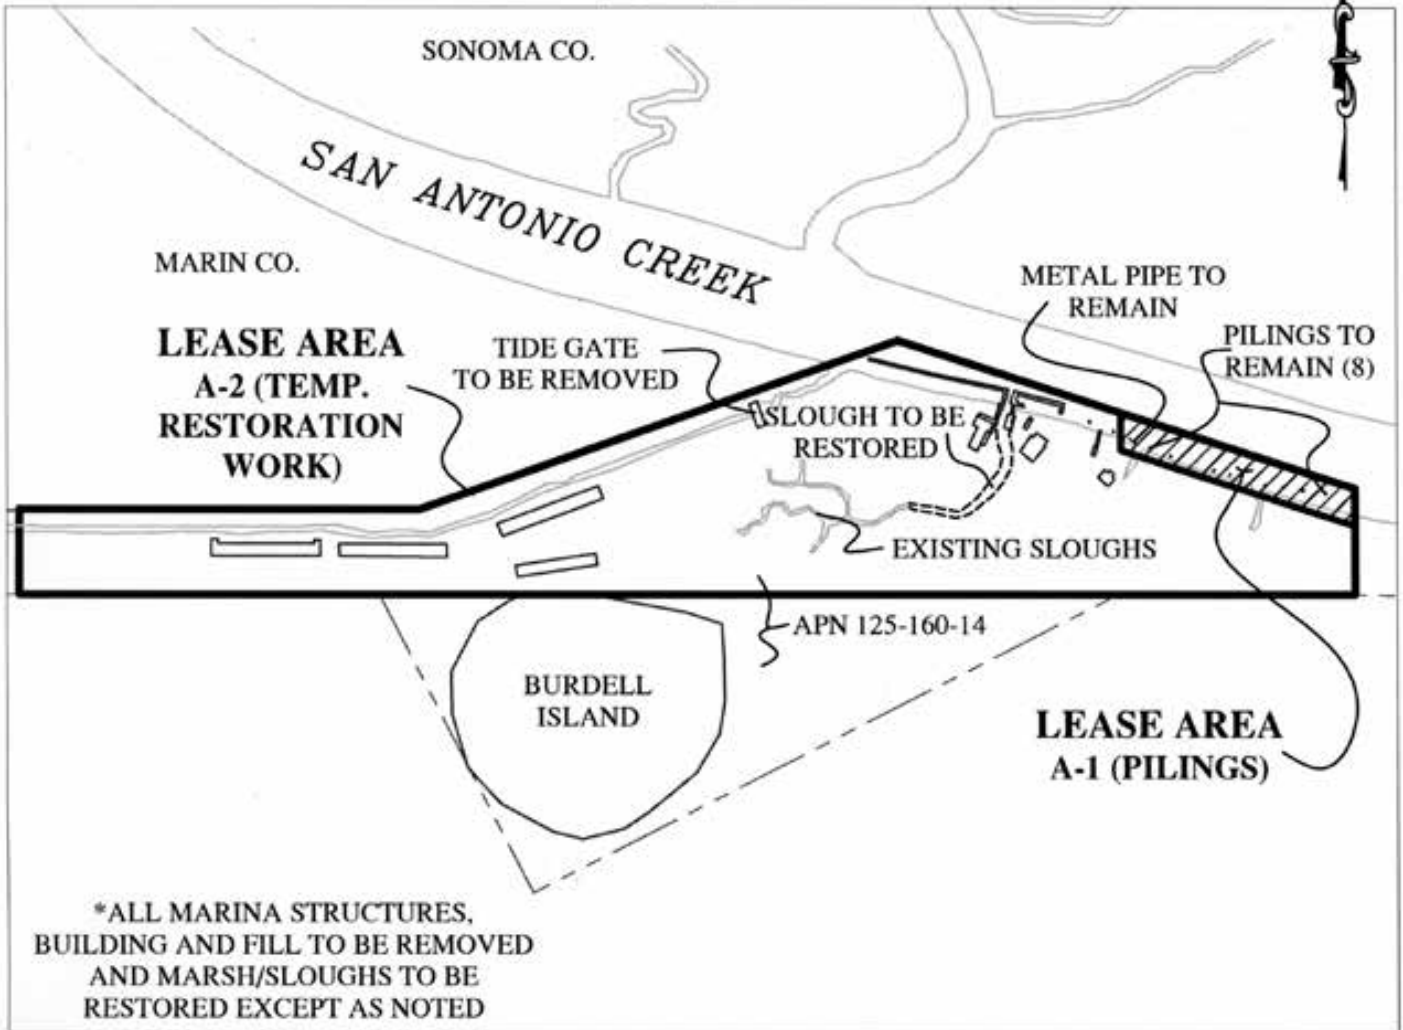 SONOMA CO.
SAN ANTONIO CREEK
MARIN CO.
METAL PIPE TO
REMAIN
PILINGS TO
REMAIN (8)
LEASE AREA
A-2 (TEMP.
RESTORATION
WORK)
TIDE GATE
TO BE REMOVED
SLOUGH TO BE
RESTORED
EXISTING SLOUGHS
APN 125-160-14
BURDELL
ISLAND
LEASE AREA
A-1 (PILINGS)
*ALL MARINA STRUCTURES,
BUILDING AND FILL TO BE REMOVED
AND MARSH/SLOUGHS TO BE
RESTORED EXCEPT AS NOTED